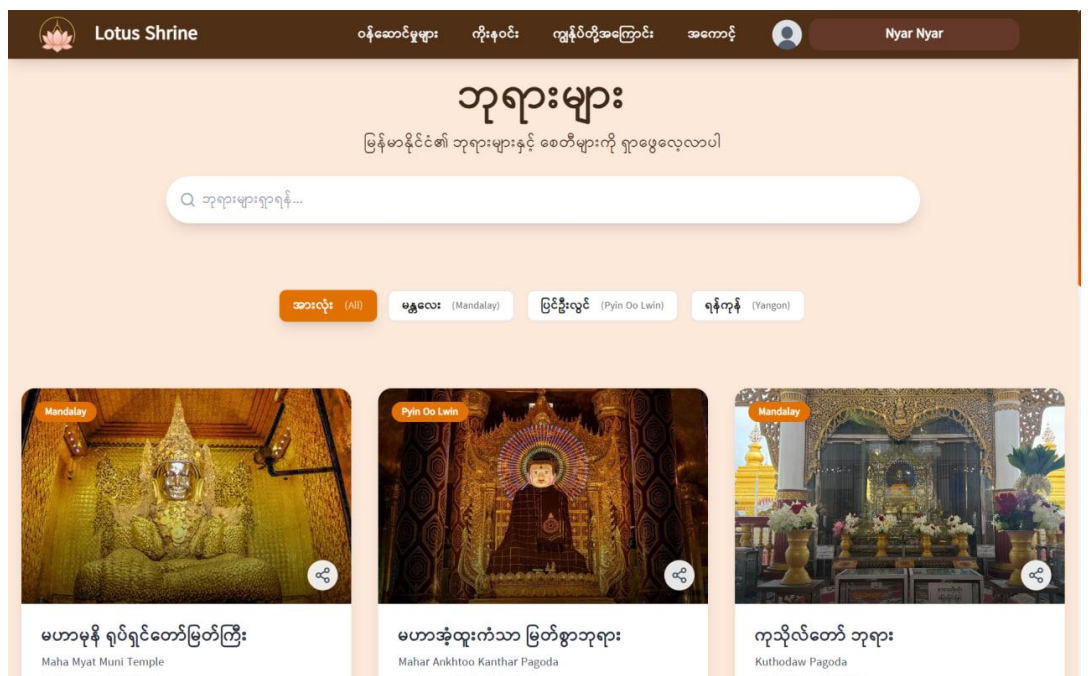 Lotus Shrine
ဝန်ဆောင်မှုများ
ကိုးနဝင်း
ကျွန်ုပ်တို့အကြောင်း
အကောင့်
Nyar Nyar
ဘုရားများ
မြန်မာနိုင်ငံ၏ ဘုရားများနှင့် စေတီများကို ရှာဖွေလေ့လာပါ
ဘုရားများရှာရန်...
အားလုံး (All)
မန္တလေး (Mandalay)
ပြင်ဦးလွင် (Pyin Oo Lwin)
ရန်ကုန် (Yangon)
Mandalay
Pyin Oo Lwin
Mandalay
မဟာမုနိ ရုပ်ရှင်တော်မြတ်ကြီး
Maha Myat Muni Temple
မဟာအံ့ထူးကံသာ မြတ်စွာဘုရား
Mahar Ankhtoo Kanthar Pagoda
ကုသိုလ်တော် ဘုရား
Kuthodaw Pagoda